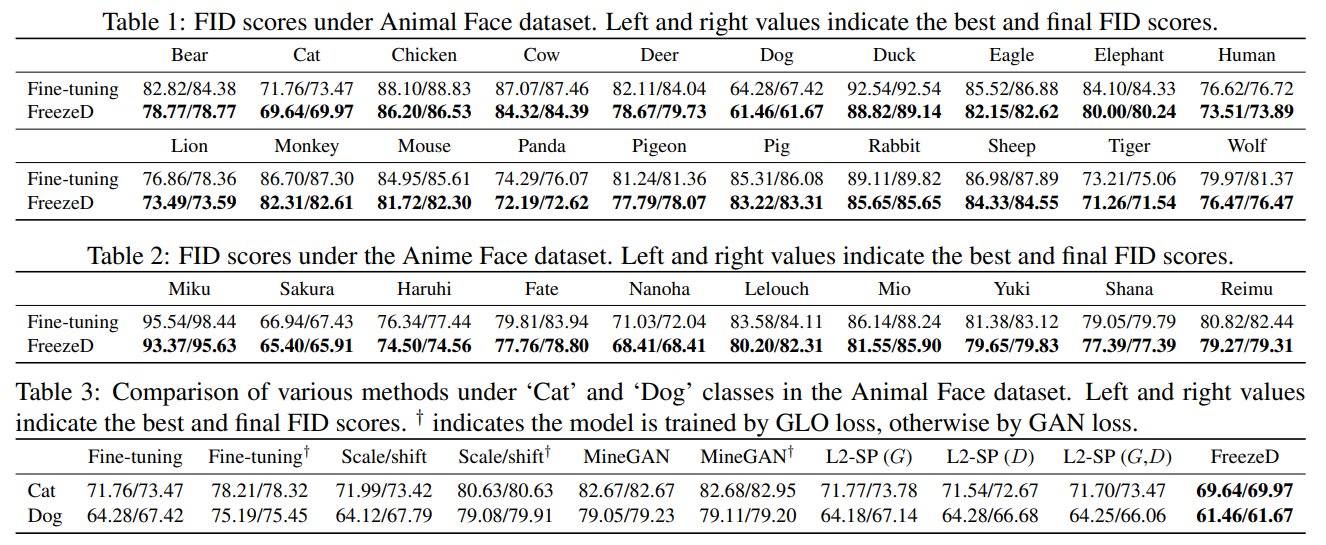 Table 1: FID scores under Animal Face dataset. Left and right values indicate the best and final FID scores.
Bear Cat Chicken Cow Deer Dog Duck Eagle Elephant Human
Fine-tuning 82.82/84.38 71.76/73.47 88.10/88.83 87.07/87.46 82.11/84.04 64.28/67.42 92.54/92.54 85.52/86.88 84.10/84.33 76.62/76.72
FreezeD 78.77/78.77 69.64/69.97 86.20/86.53 84.32/84.39 78.67/79.73 61.46/61.67 88.82/89.14 82.15/82.62 80.00/80.24 73.51/73.89
Lion Monkey Mouse Panda Pigeon Pig Rabbit Sheep Tiger Wolf
Fine-tuning 76.86/78.36 86.70/87.30 84.95/85.61 74.29/76.07 81.24/81.36 85.31/86.08 89.11/89.82 86.98/87.89 73.21/75.06 79.97/81.37
FreezeD 73.49/73.59 82.31/82.61 81.72/82.30 72.19/72.62 77.79/78.07 83.22/83.31 85.65/85.65 84.33/84.55 71.26/71.54 76.47/76.47
Table 2: FID scores under the Anime Face dataset. Left and right values indicate the best and final FID scores.
Miku Sakura Haruhi Fate Nanoha Lelouch Mio Yuki Shana Reimu
Fine-tuning 95.54/98.44 66.94/67.43 76.34/77.44 79.81/83.94 71.03/72.04 83.58/84.11 86.14/88.24 81.38/83.12 79.05/79.79 80.82/82.44
FreezeD 93.37/95.63 65.40/65.91 74.50/74.56 77.76/78.80 68.41/68.41 80.20/82.31 81.55/85.90 79.65/79.83 77.39/77.39 79.27/79.31
Table 3: Comparison of various methods under ‘Cat’ and ‘Dog’ classes in the Animal Face dataset. Left and right values
indicate the best and final FID scores. † indicates the model is trained by GLO loss, otherwise by GAN loss.
Fine-tuning Fine-tuning† Scale/shift Scale/shift† MineGAN MineGAN† L2-SP (G) L2-SP (D) L2-SP (G,D) FreezeD
Cat 71.76/73.47 78.21/78.32 71.99/73.42 80.63/80.63 82.67/82.67 82.68/82.95 71.77/73.78 71.54/72.67 71.70/73.47 69.64/69.97
Dog 64.28/67.42 75.19/75.45 64.12/67.79 79.08/79.91 79.05/79.23 79.11/79.20 64.18/67.14 64.28/66.68 64.25/66.06 61.46/61.67